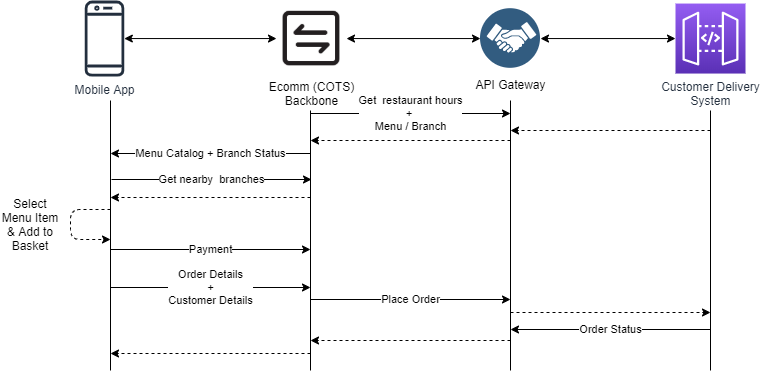 Mobile App
Ecomm (COTS)
Backbone
API Gateway
Customer Delivery
System
Get restaurant hours
+
Menu / Branch
Menu Catalog + Branch Status
Get nearby branches
Select
Menu Item
& Add to
Basket
Payment
Order Details
+
Customer Details
Place Order
Order Status